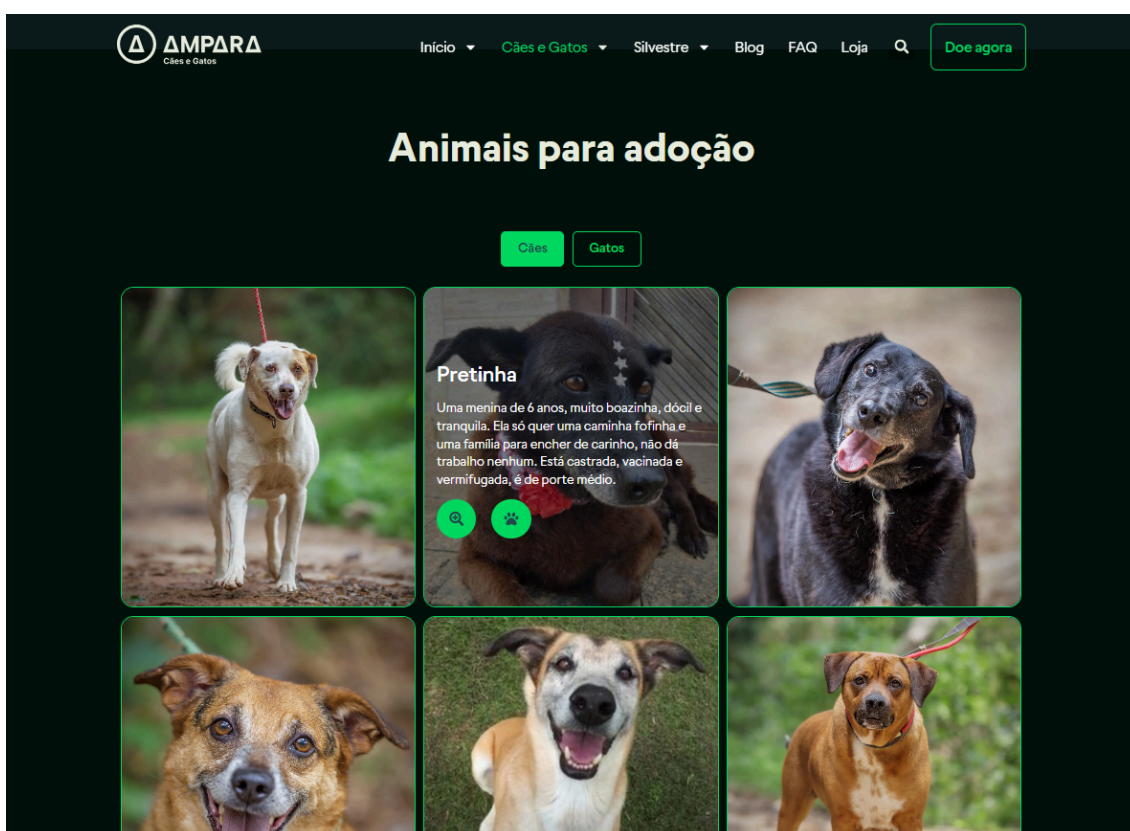 AMPARA
Cães e Gatos
Início
Cães e Gatos
Silvestre
Blog
FAQ
Loja
Doe agora
Animais para adoção
Cães
Gatos
Pretinha
Uma menina de 6 anos, muito boazinha, dócil e
tranquila. Ela só quer uma caminha fofinha e
uma família para encher de carinho, não dá
trabalho nenhum. Está castrada, vacinada e
vermifugada, é de porte médio.